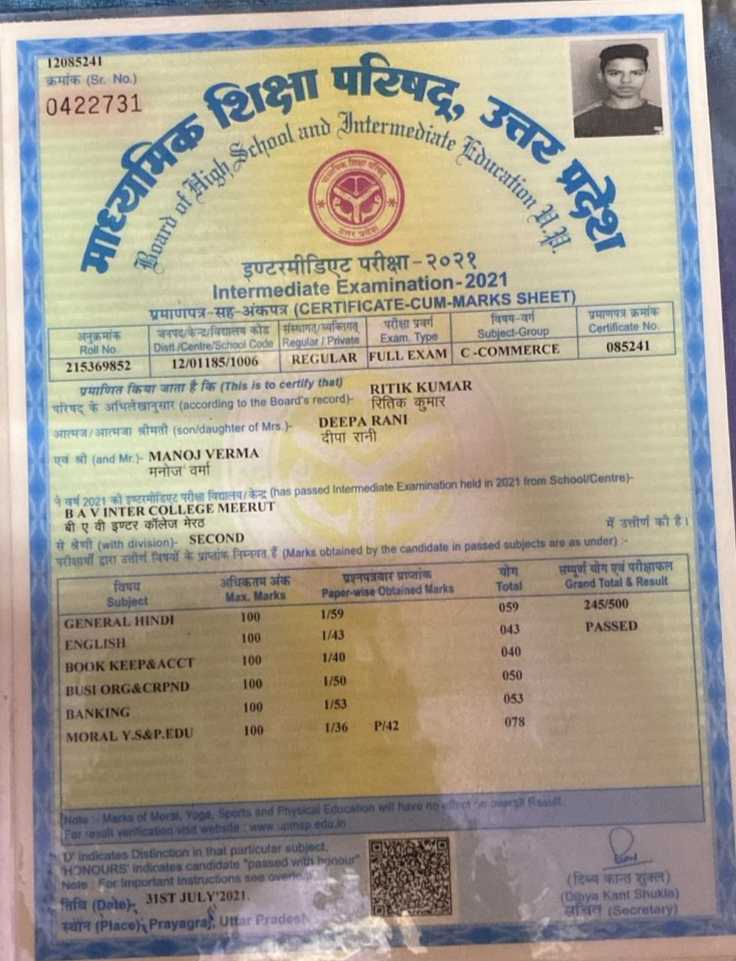 12085241
क्रमांक (Sr. No.)
0422731
माध्यमिक शिक्षा परिषद्, उत्तर प्रदेश
Board of High School and Intermediate Education U.P.
उत्तर प्रदेश
इण्टरमीडिएट परीक्षा-२०२१
Intermediate Examination-2021
प्रमाणपत्र-सह-अंकपत्र (CERTIFICATE-CUM-MARKS SHEET)
अनुक्रमांक जनपद/केन्द्र/विद्यालय कोड संस्थागत/व्यक्तिगत परीक्षा प्रवर्ग विषय-वर्ग प्रमाणपत्र क्रमांक
Roll No. Distt./Centre/School Code Regular / Private Exam. Type Subject-Group Certificate No.
215369852 12/01185/1006 REGULAR FULL EXAM C -COMMERCE 085241
प्रमाणित किया जाता है कि (This is to certify that) RITIK KUMAR
परिषद् के अभिलेखानुसार (according to the Board's record)- रितिक कुमार
आत्मज/आत्मजा श्रीमती (son/daughter of Mrs.)- DEEPA RANI
दीपा रानी
एवं श्री (and Mr.)- MANOJ VERMA
मनोज वर्मा
ने वर्ष 2021 की इण्टरमीडिएट परीक्षा विद्यालय/केन्द्र (has passed Intermediate Examination held in 2021 from School/Centre)-
B A V INTER COLLEGE MEERUT
बी ए वी इण्टर कॉलेज मेरठ
में उत्तीर्ण की है।
से श्रेणी (with division)- SECOND
परीक्षार्थी द्वारा उत्तीर्ण विषयों के प्राप्तांक निम्नवत् हैं (Marks obtained by the candidate in passed subjects are as under) :-
विषय अधिकतम अंक प्रश्नपत्रवार प्राप्तांक योग सम्पूर्ण योग एवं परीक्षाफल
Subject Max. Marks Paper-wise Obtained Marks Total Grand Total & Result
GENERAL HINDI 100 1/59 059 245/500
ENGLISH 100 1/43 043 PASSED
BOOK KEEP&ACCT 100 1/40 040
BUSI ORG&CRPND 100 1/50 050
BANKING 100 1/53 053
MORAL Y.S&P.EDU 100 1/36 P/42 078
Note :- Marks of Moral, Yoga, Sports and Physical Education will have no effect on overall Result.
For result verification visit website : www.upmsp.edu.in
'D' indicates Distinction in that particular subject.
'HONOURS' indicates candidate "passed with honour"
Note : For Important Instructions see overleaf
तिथि (Date)- 31ST JULY'2021.
स्थान (Place)- Prayagraj, Uttar Pradesh
(दिव्य कान्त शुक्ल)
(Dibya Kant Shukla)
सचिव (Secretary)